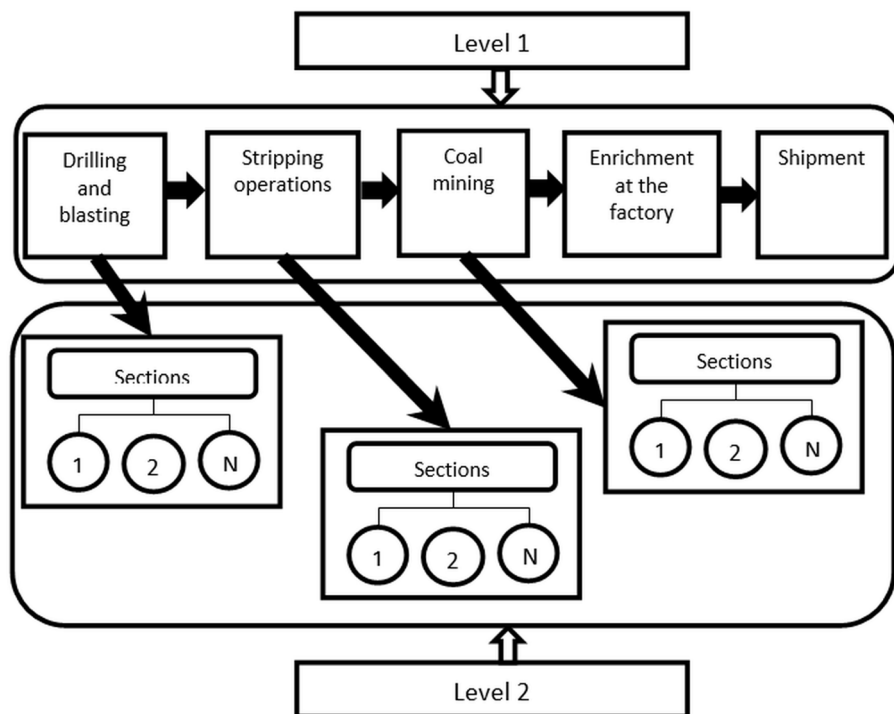 Level 1
Drilling
and
blasting
Stripping
operations
Coal
mining
Enrichment
at the
factory
Shipment
Sections
1
2
N
Sections
1
2
N
Sections
1
2
N
Level 2